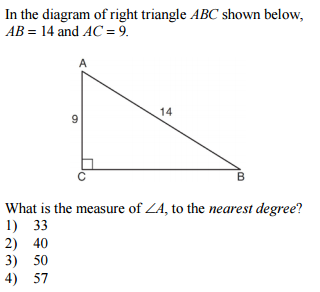 In the diagram of right triangle ABC shown below,
AB = 14 and AC = 9.
A
14
9
C
B
What is the measure of ∠A, to the nearest degree?
1) 33
2) 40
3) 50
4) 57